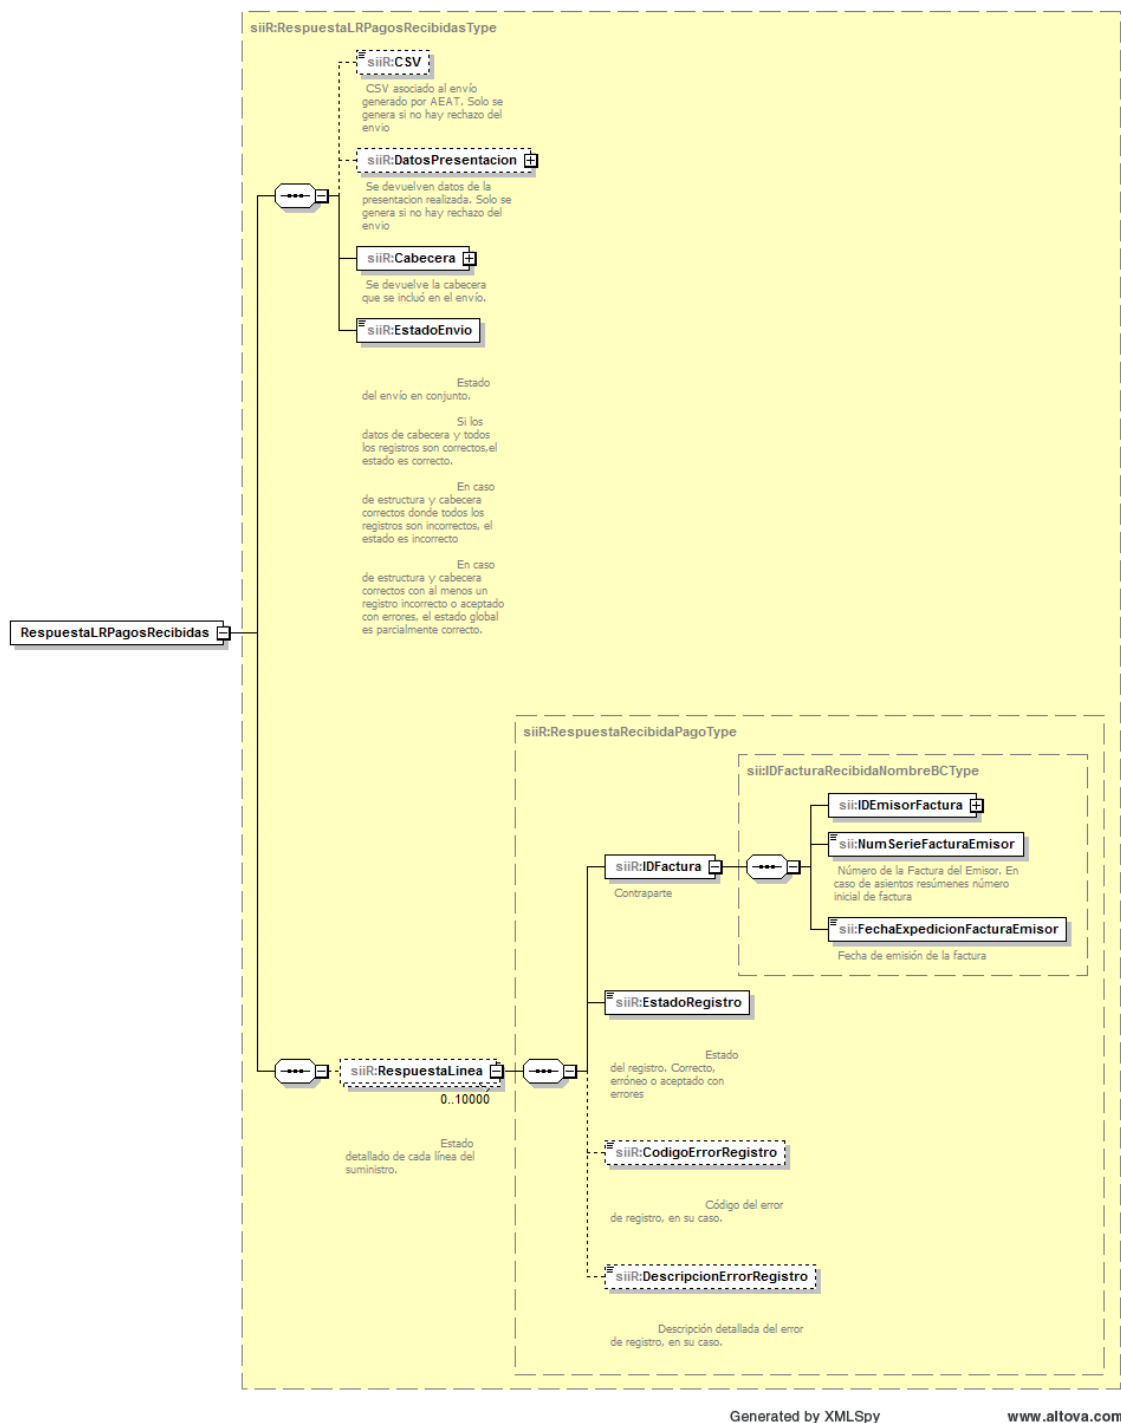 siiR:RespuestaLRPagosRecibidasType
siiR:CSV
CSV asociado al envío
generado por AEAT. Solo se
genera si no hay rechazo del
envio
siiR:DatosPresentacion
Se devuelven datos de la
presentacion realizada. Solo se
genera si no hay rechazo del
envio
siiR:Cabecera
Se devuelve la cabecera
que se incluó en el envío.
siiR:EstadoEnvio
Estado
del envío en conjunto.
Si los
datos de cabecera y todos
los registros son correctos,el
estado es correcto.
En caso
de estructura y cabecera
correctos donde todos los
registros son incorrectos, el
estado es incorrecto
En caso
de estructura y cabecera
correctos con al menos un
registro incorrecto o aceptado
con errores, el estado global
es parcialmente correcto.
RespuestaLRPagosRecibidas
siiR:RespuestaRecibidaPagoType
sii:IDFacturaRecibidaNombreBCType
sii:IDEmisorFactura
sii:NumSerieFacturaEmisor
Número de la Factura del Emisor. En
caso de asientos resúmenes número
inicial de factura
siiR:IDFactura
Contraparte
sii:FechaExpedicionFacturaEmisor
Fecha de emisión de la factura
siiR:EstadoRegistro
Estado
del registro. Correcto,
erróneo o aceptado con
errores
siiR:RespuestaLinea
0..10000
Estado
detallado de cada línea del
suministro.
siiR:CodigoErrorRegistro
Código del error
de registro, en su caso.
siiR:DescripcionErrorRegistro
Descripción detallada del error
de registro, en su caso.
Generated by XMLSpy
www.altova.com